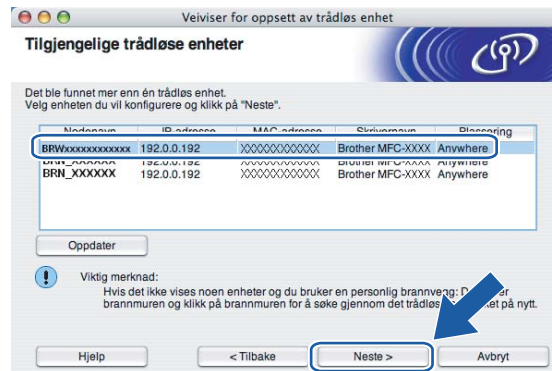 Veiviser for oppsett av trådløs enhet
Tilgjengelige trådløse enheter
Det ble funnet mer enn én trådløs enhet.
Velg enheten du vil konfigurere og klikk på "Neste".
Nodenavn IP-adresse MAC-adresse Skrivernavn Plassering
BRWxxxxxxxxxxxx 192.0.0.192 XXXXXXXXXXXX Brother MFC-XXXX Anywhere
BRN_XXXXXX 192.0.0.192 XXXXXXXXXXXX Brother MFC-XXXX Anywhere
BRN_XXXXXX 192.0.0.192 XXXXXXXXXXXX Brother MFC-XXXX Anywhere
Oppdater
Viktig merknad:
Hvis det ikke vises noen enheter og du bruker en personlig brannvegg:
brannmuren og klikk på brannmuren for å søke gjennom det på nytt.
Hjelp < Tilbake Neste > Avbryt